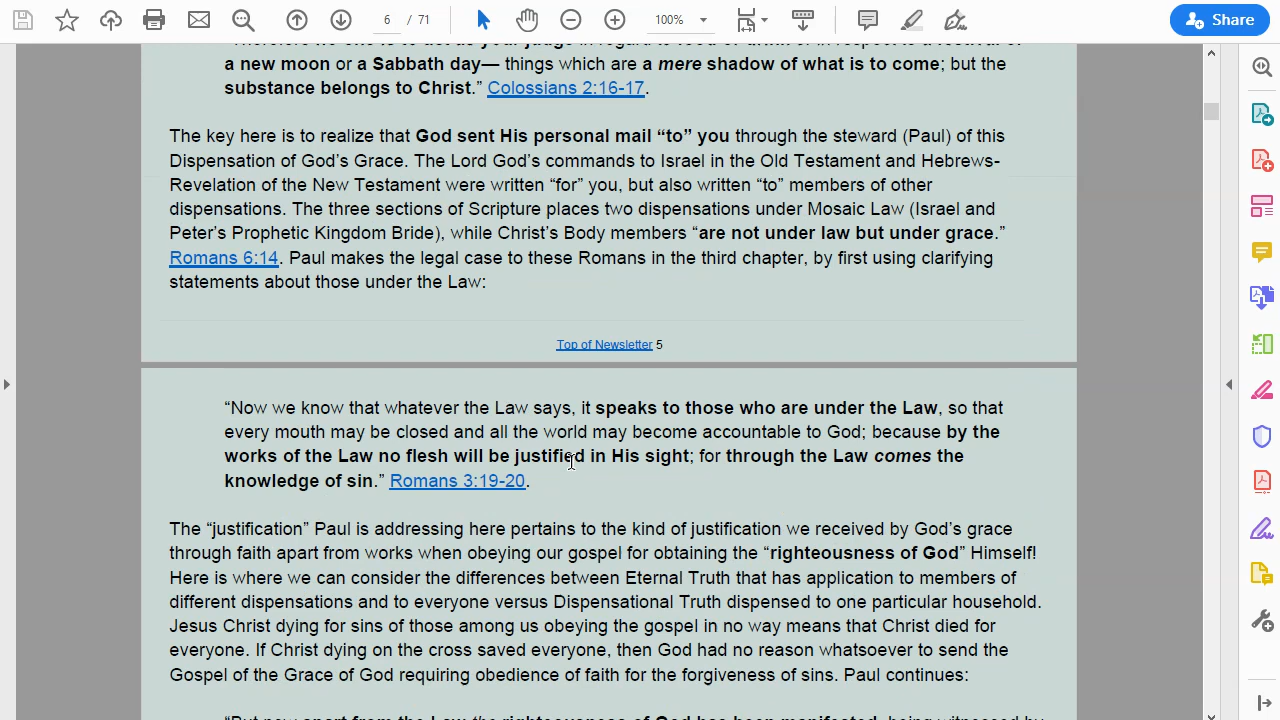 6 / 71
100%
Share
a new moon or a Sabbath day— things which are a mere shadow of what is to come; but the
substance belongs to Christ.” Colossians 2:16-17.
The key here is to realize that God sent His personal mail “to” you through the steward (Paul) of this
Dispensation of God’s Grace. The Lord God’s commands to Israel in the Old Testament and Hebrews-
Revelation of the New Testament were written “for” you, but also written “to” members of other
dispensations. The three sections of Scripture places two dispensations under Mosaic Law (Israel and
Peter’s Prophetic Kingdom Bride), while Christ’s Body members “are not under law but under grace.”
Romans 6:14. Paul makes the legal case to these Romans in the third chapter, by first using clarifying
statements about those under the Law:
Top of Newsletter 5
“Now we know that whatever the Law says, it speaks to those who are under the Law, so that
every mouth may be closed and all the world may become accountable to God; because by the
works of the Law no flesh will be justified in His sight; for through the Law comes the
knowledge of sin.” Romans 3:19-20.
The “justification” Paul is addressing here pertains to the kind of justification we received by God’s grace
through faith apart from works when obeying our gospel for obtaining the “righteousness of God” Himself!
Here is where we can consider the differences between Eternal Truth that has application to members of
different dispensations and to everyone versus Dispensational Truth dispensed to one particular household.
Jesus Christ dying for sins of those among us obeying the gospel in no way means that Christ died for
everyone. If Christ dying on the cross saved everyone, then God had no reason whatsoever to send the
Gospel of the Grace of God requiring obedience of faith for the forgiveness of sins. Paul continues:
“But now apart from the Law the righteousness of God has been manifested, being witnessed by